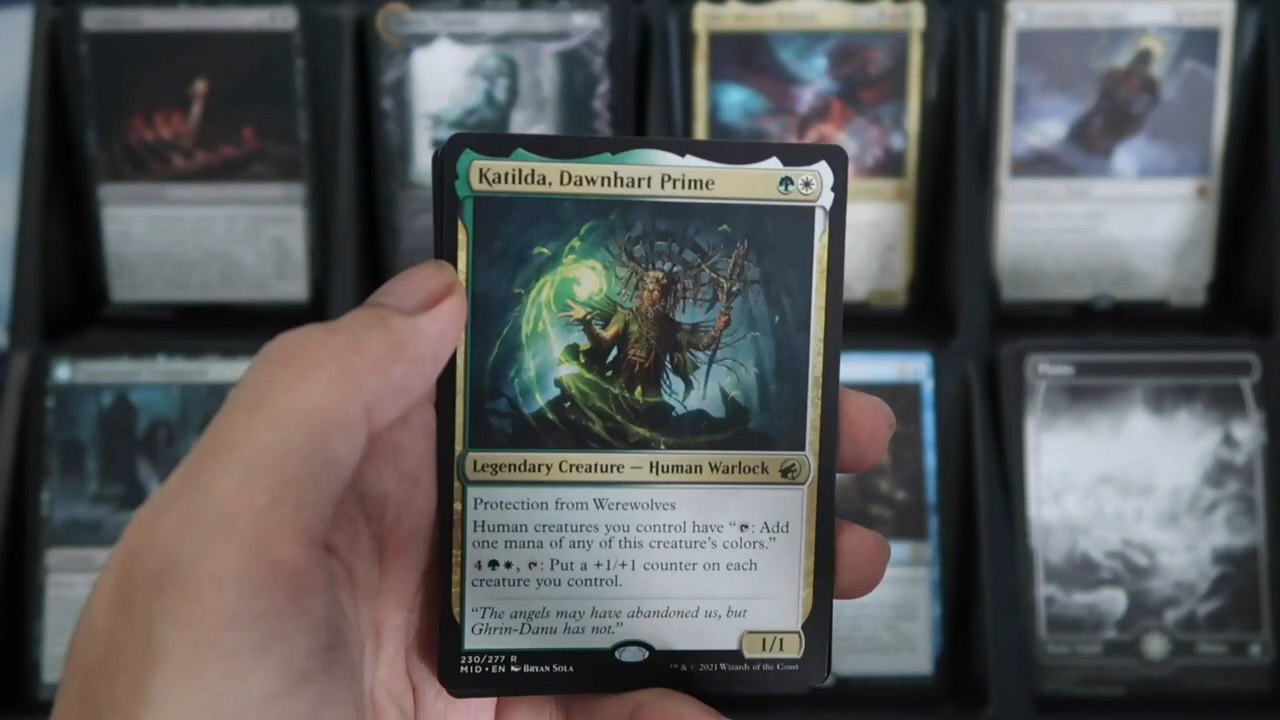 Katilda, Dawnhart Prime
Legendary Creature — Human Warlock
Protection from Werewolves
Human creatures you control have “: Add
one mana of any of this creature's colors.”
4, : Put a +1/+1 counter on each
creature you control.
“The angels may have abandoned us, but
Ghrin-Danu has not.”
1/1
230/277 R
MID • EN BRYAN SOLA
™ & © 2021 Wizards of the Coast